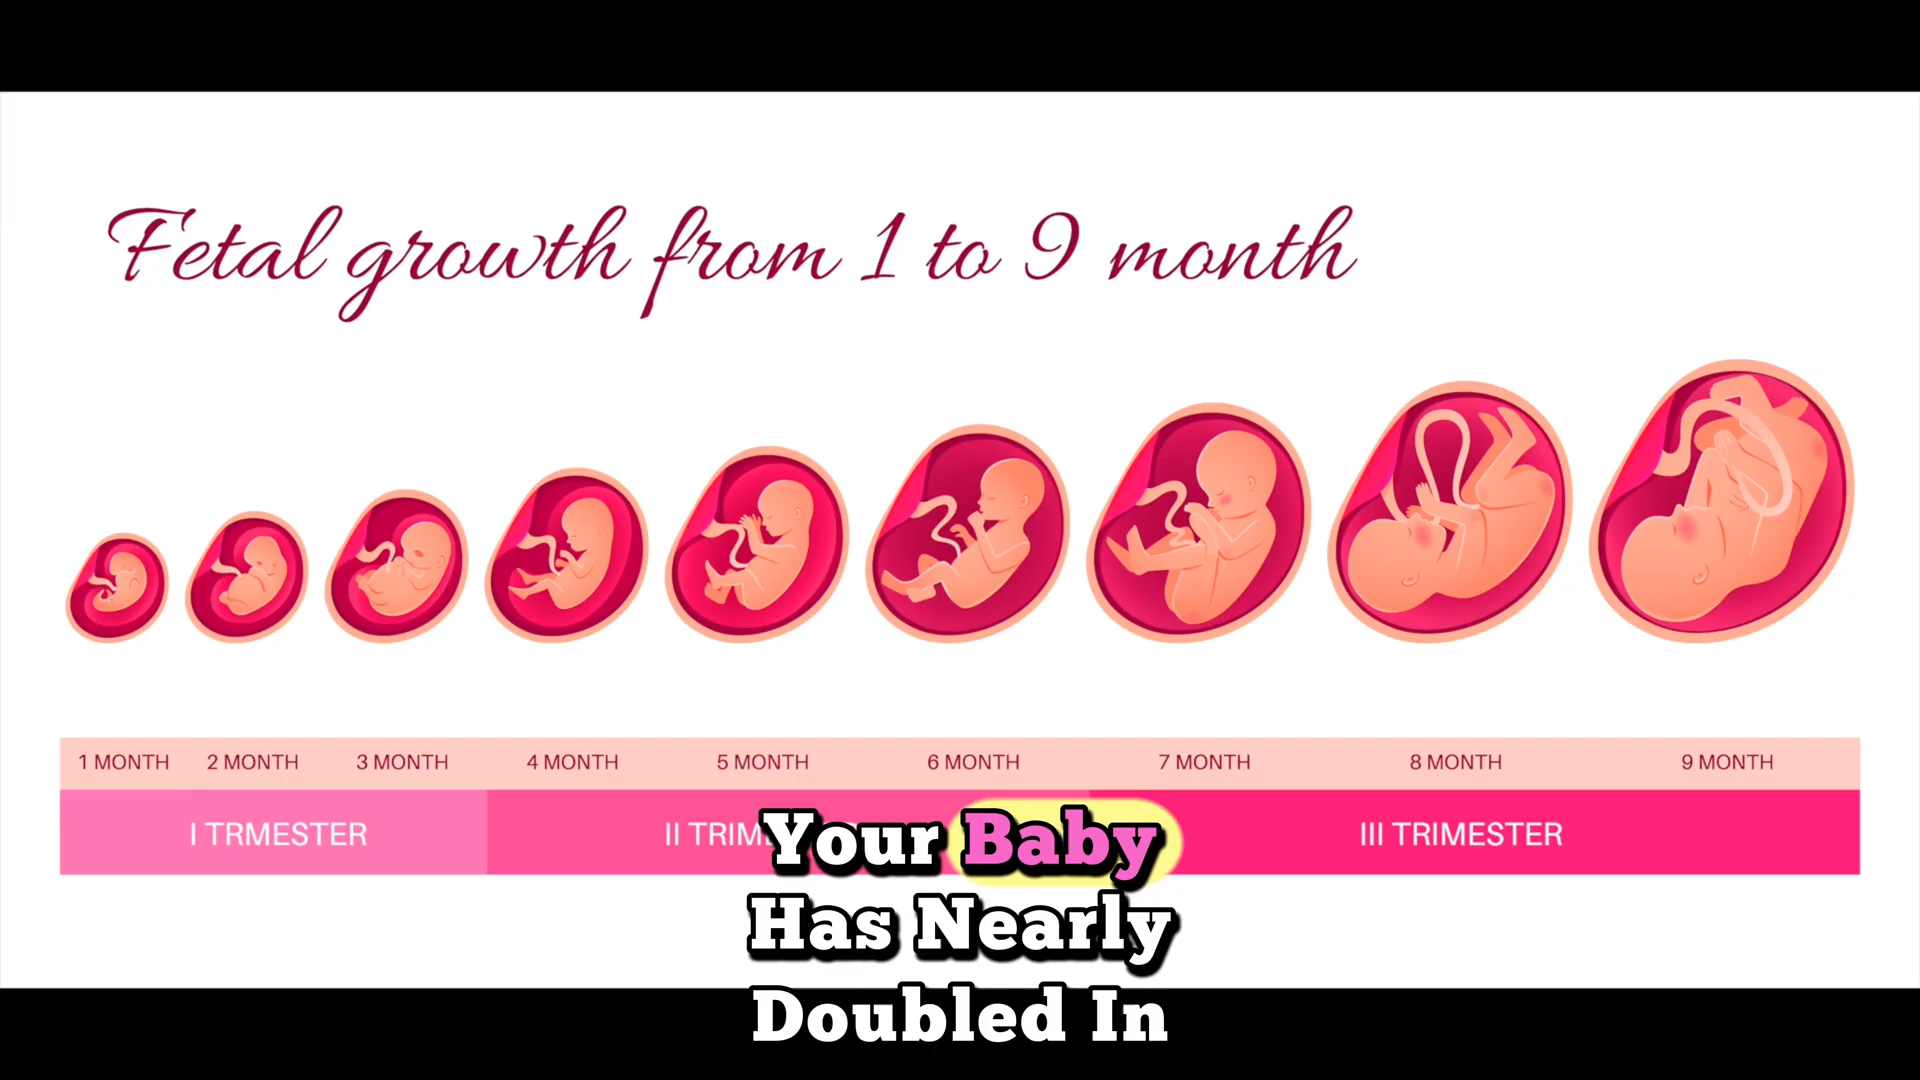 Fetal growth from 1 to 9 month
1 MONTH 2 MONTH 3 MONTH 4 MONTH 5 MONTH 6 MONTH 7 MONTH 8 MONTH 9 MONTH
I TRMESTER II TRIM III TRIMESTER
Your Baby
Has Nearly
Doubled In